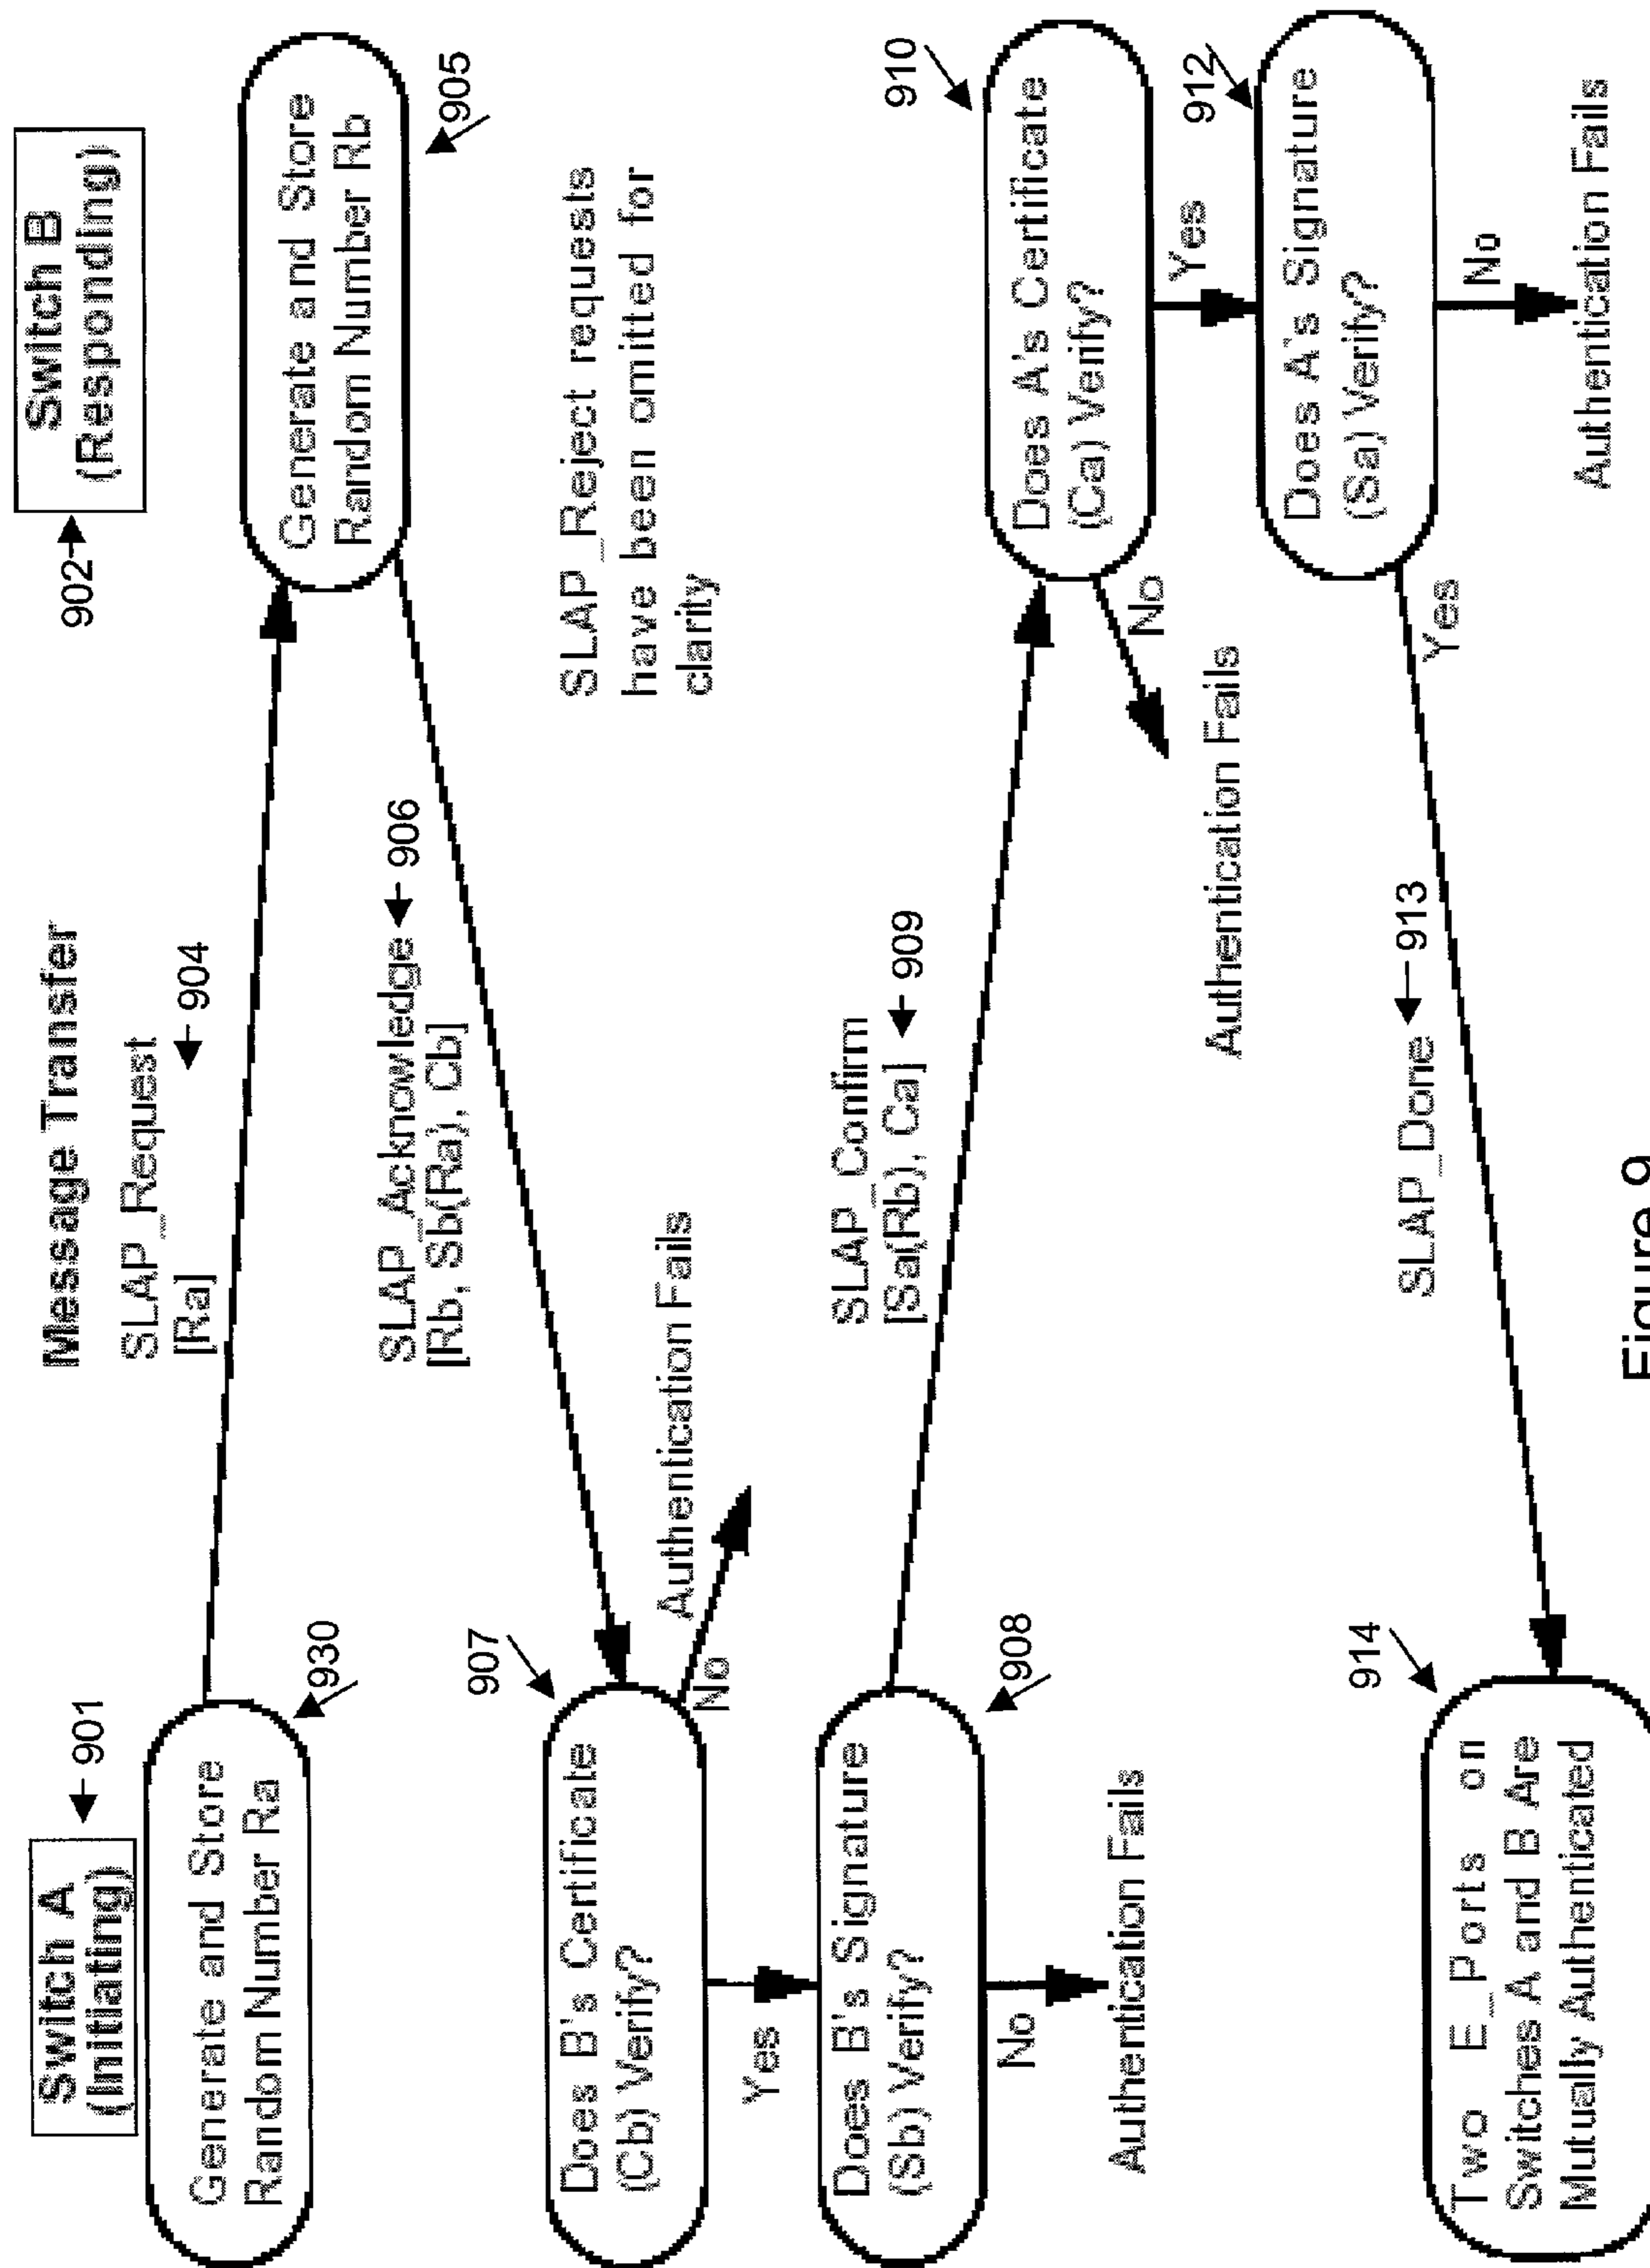 Switch A
(Initiating)
901
Message Transfer
Switch B
(Responding)
902
Generate and Store
Random Number Ra
930
SLAP_Request
[Ra]
904
Generate and Store
Random Number Rb
905
SLAP_Acknowledge
[Rb, Sb(Ra), Cb]
906
SLAP_Reject requests
have been omitted for
clarity
907
Does B's Certificate
(Cb) Verify?
No
Authentication Fails
Yes
Does B's Signature
(Sb) Verify?
908
No
Authentication Fails
SLAP_Confirm
[Sa(Rb), Ca]
909
910
Does A's Certificate
(Ca) Verify?
No
Authentication Fails
Yes
912
Does A's Signature
(Sa) Verify?
No
Authentication Fails
Yes
SLAP_Done
913
914
Two E_Ports on
Switches A and B Are
Mutually Authenticated
Figure 9